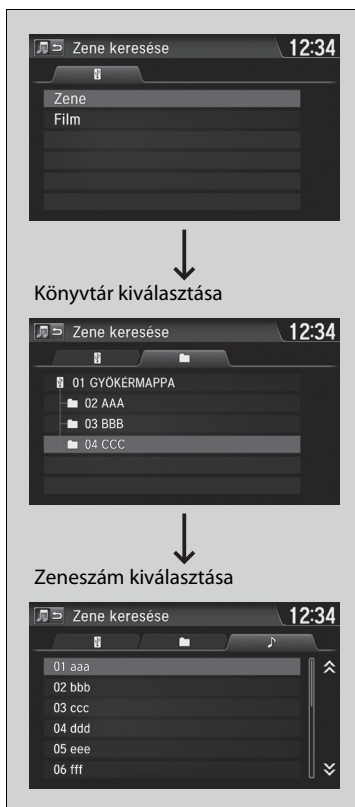 Zene keresése 12:34
Zene
Film
Könyvtár kiválasztása
Zene keresése 12:34
01 GYÖKÉRMAPPA
02 AAA
03 BBB
04 CCC
Zeneszám kiválasztása
Zene keresése 12:34
01 aaa
02 bbb
03 ccc
04 ddd
05 eee
06 fff